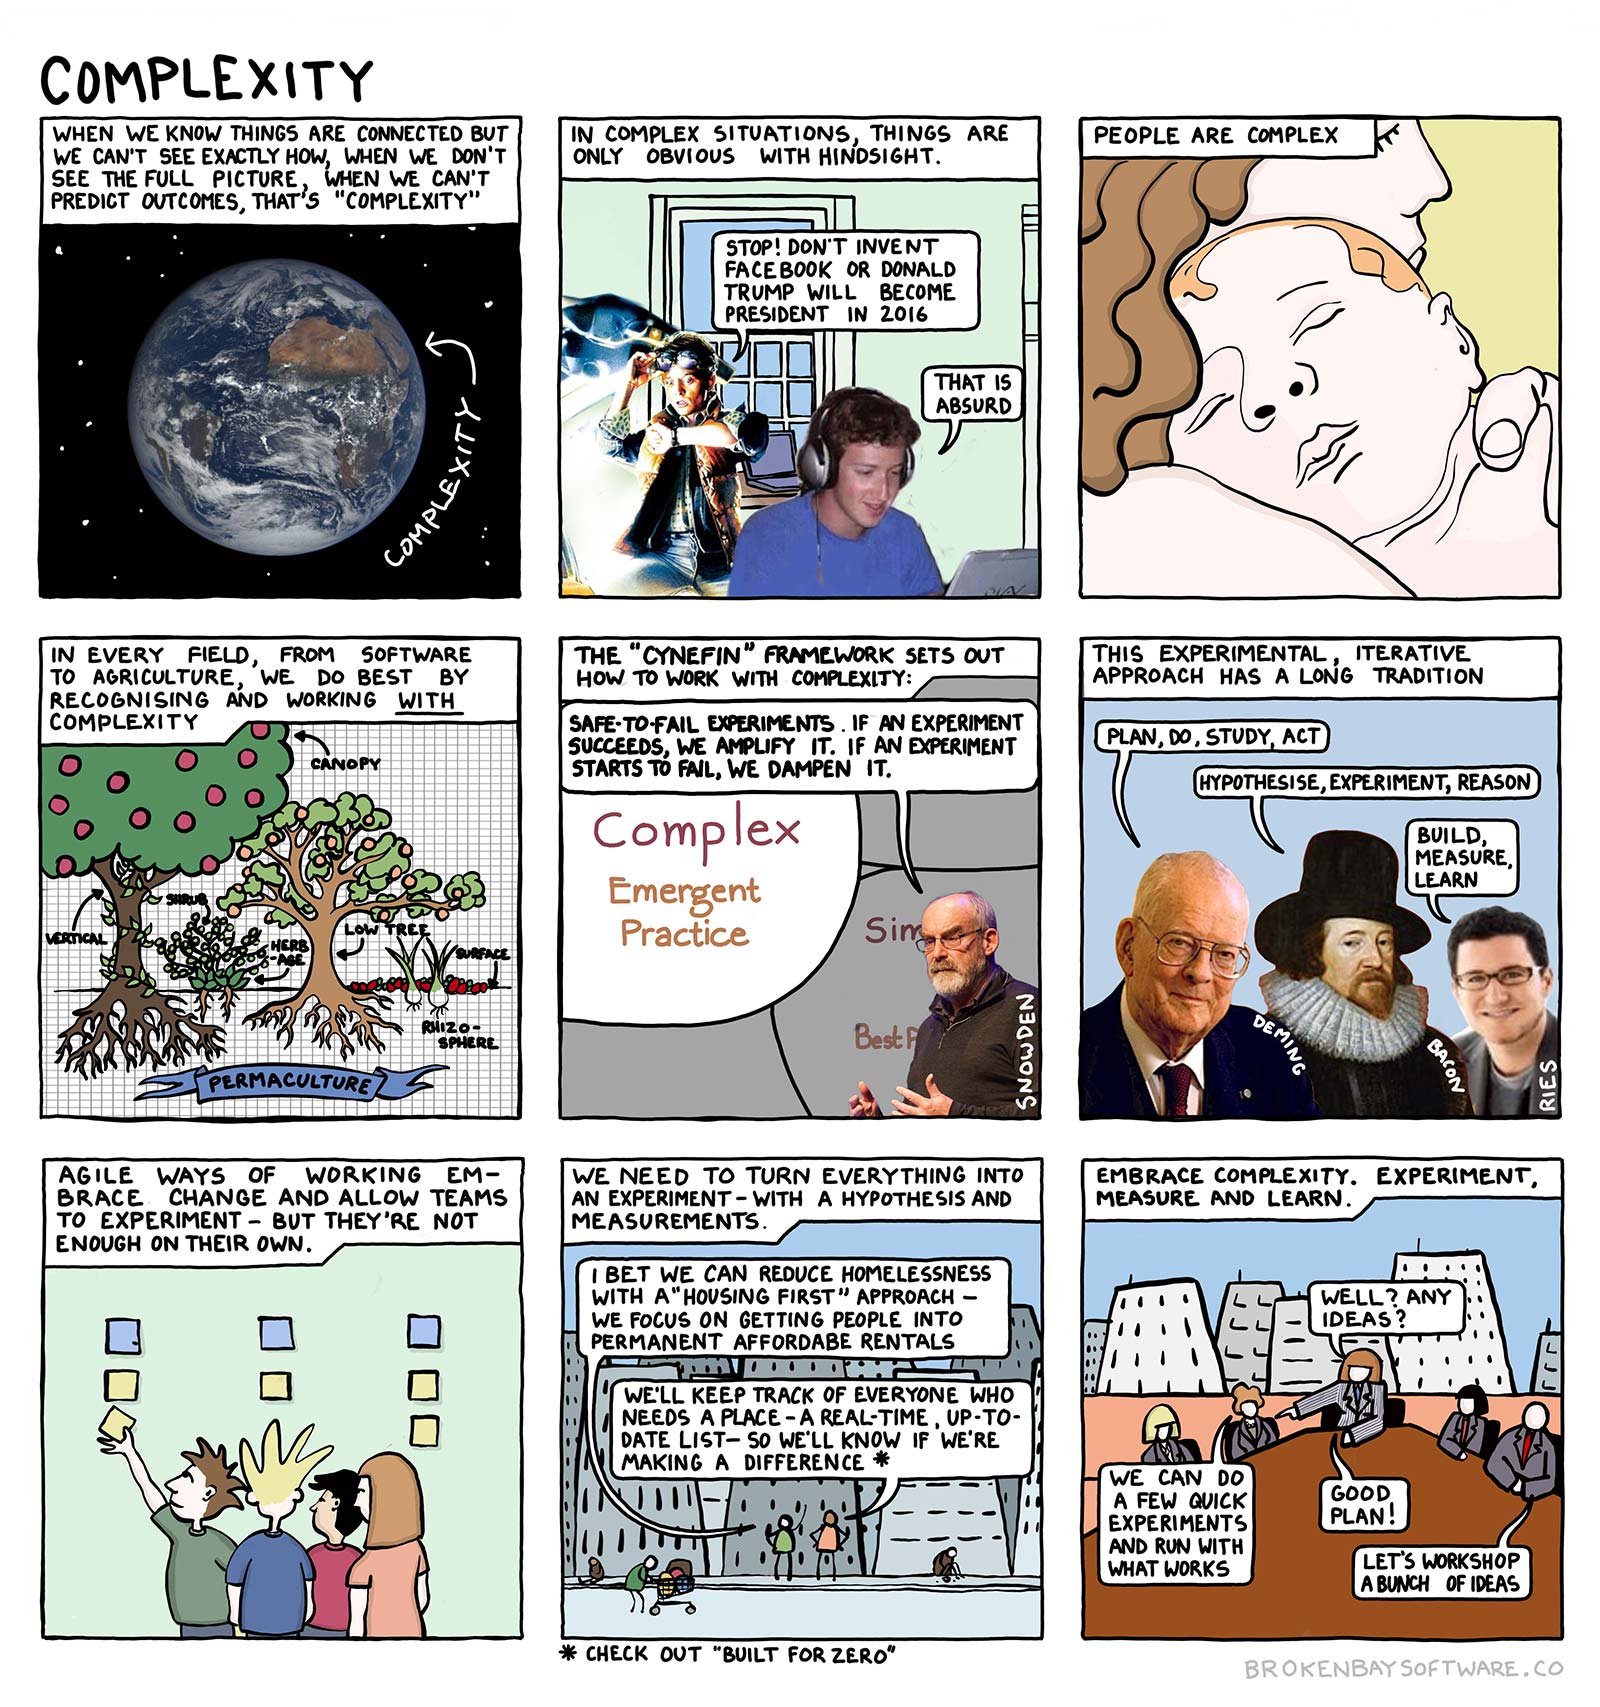 COMPLEXITY
WHEN WE KNOW THINGS ARE CONNECTED BUT
WE CAN'T SEE EXACTLY HOW, WHEN WE DON'T
SEE THE FULL PICTURE, WHEN WE CAN'T
PREDICT OUTCOMES, THAT'S "COMPLEXITY"
COMPLEXITY
IN COMPLEX SITUATIONS, THINGS ARE
ONLY OBVIOUS WITH HINDSIGHT.
STOP! DON'T INVENT
FACEBOOK OR DONALD
TRUMP WILL BECOME
PRESIDENT IN 2016
THAT IS
ABSURD
PEOPLE ARE COMPLEX
IN EVERY FIELD, FROM SOFTWARE
TO AGRICULTURE, WE DO BEST BY
RECOGNISING AND WORKING WITH
COMPLEXITY
CANOPY
SHRUB
VERTICAL
HERB
-AGE
LOW TREE
SURFACE
RHIZO-
SPHERE
PERMACULTURE
THE "CYNEFIN" FRAMEWORK SETS OUT
HOW TO WORK WITH COMPLEXITY:
SAFE-TO-FAIL EXPERIMENTS. IF AN EXPERIMENT
SUCCEEDS, WE AMPLIFY IT. IF AN EXPERIMENT
STARTS TO FAIL, WE DAMPEN IT.
Complex
Emergent
Practice
Sim
Best P
SNOWDEN
THIS EXPERIMENTAL, ITERATIVE
APPROACH HAS A LONG TRADITION
PLAN, DO, STUDY, ACT
HYPOTHESISE, EXPERIMENT, REASON
BUILD,
MEASURE,
LEARN
DEMING
BACON
RIES
AGILE WAYS OF WORKING EM-
BRACE CHANGE AND ALLOW TEAMS
TO EXPERIMENT - BUT THEY'RE NOT
ENOUGH ON THEIR OWN.
WE NEED TO TURN EVERYTHING INTO
AN EXPERIMENT - WITH A HYPOTHESIS AND
MEASUREMENTS.
I BET WE CAN REDUCE HOMELESSNESS
WITH A "HOUSING FIRST" APPROACH -
WE FOCUS ON GETTING PEOPLE INTO
PERMANENT AFFORDABE RENTALS
WE'LL KEEP TRACK OF EVERYONE WHO
NEEDS A PLACE - A REAL-TIME, UP-TO-
DATE LIST - SO WE'LL KNOW IF WE'RE
MAKING A DIFFERENCE *
* CHECK OUT "BUILT FOR ZERO"
EMBRACE COMPLEXITY. EXPERIMENT,
MEASURE AND LEARN.
WELL? ANY
IDEAS?
WE CAN DO
A FEW QUICK
EXPERIMENTS
AND RUN WITH
WHAT WORKS
GOOD
PLAN!
LET'S WORKSHOP
A BUNCH OF IDEAS
BROKENBAYSOFTWARE.CO